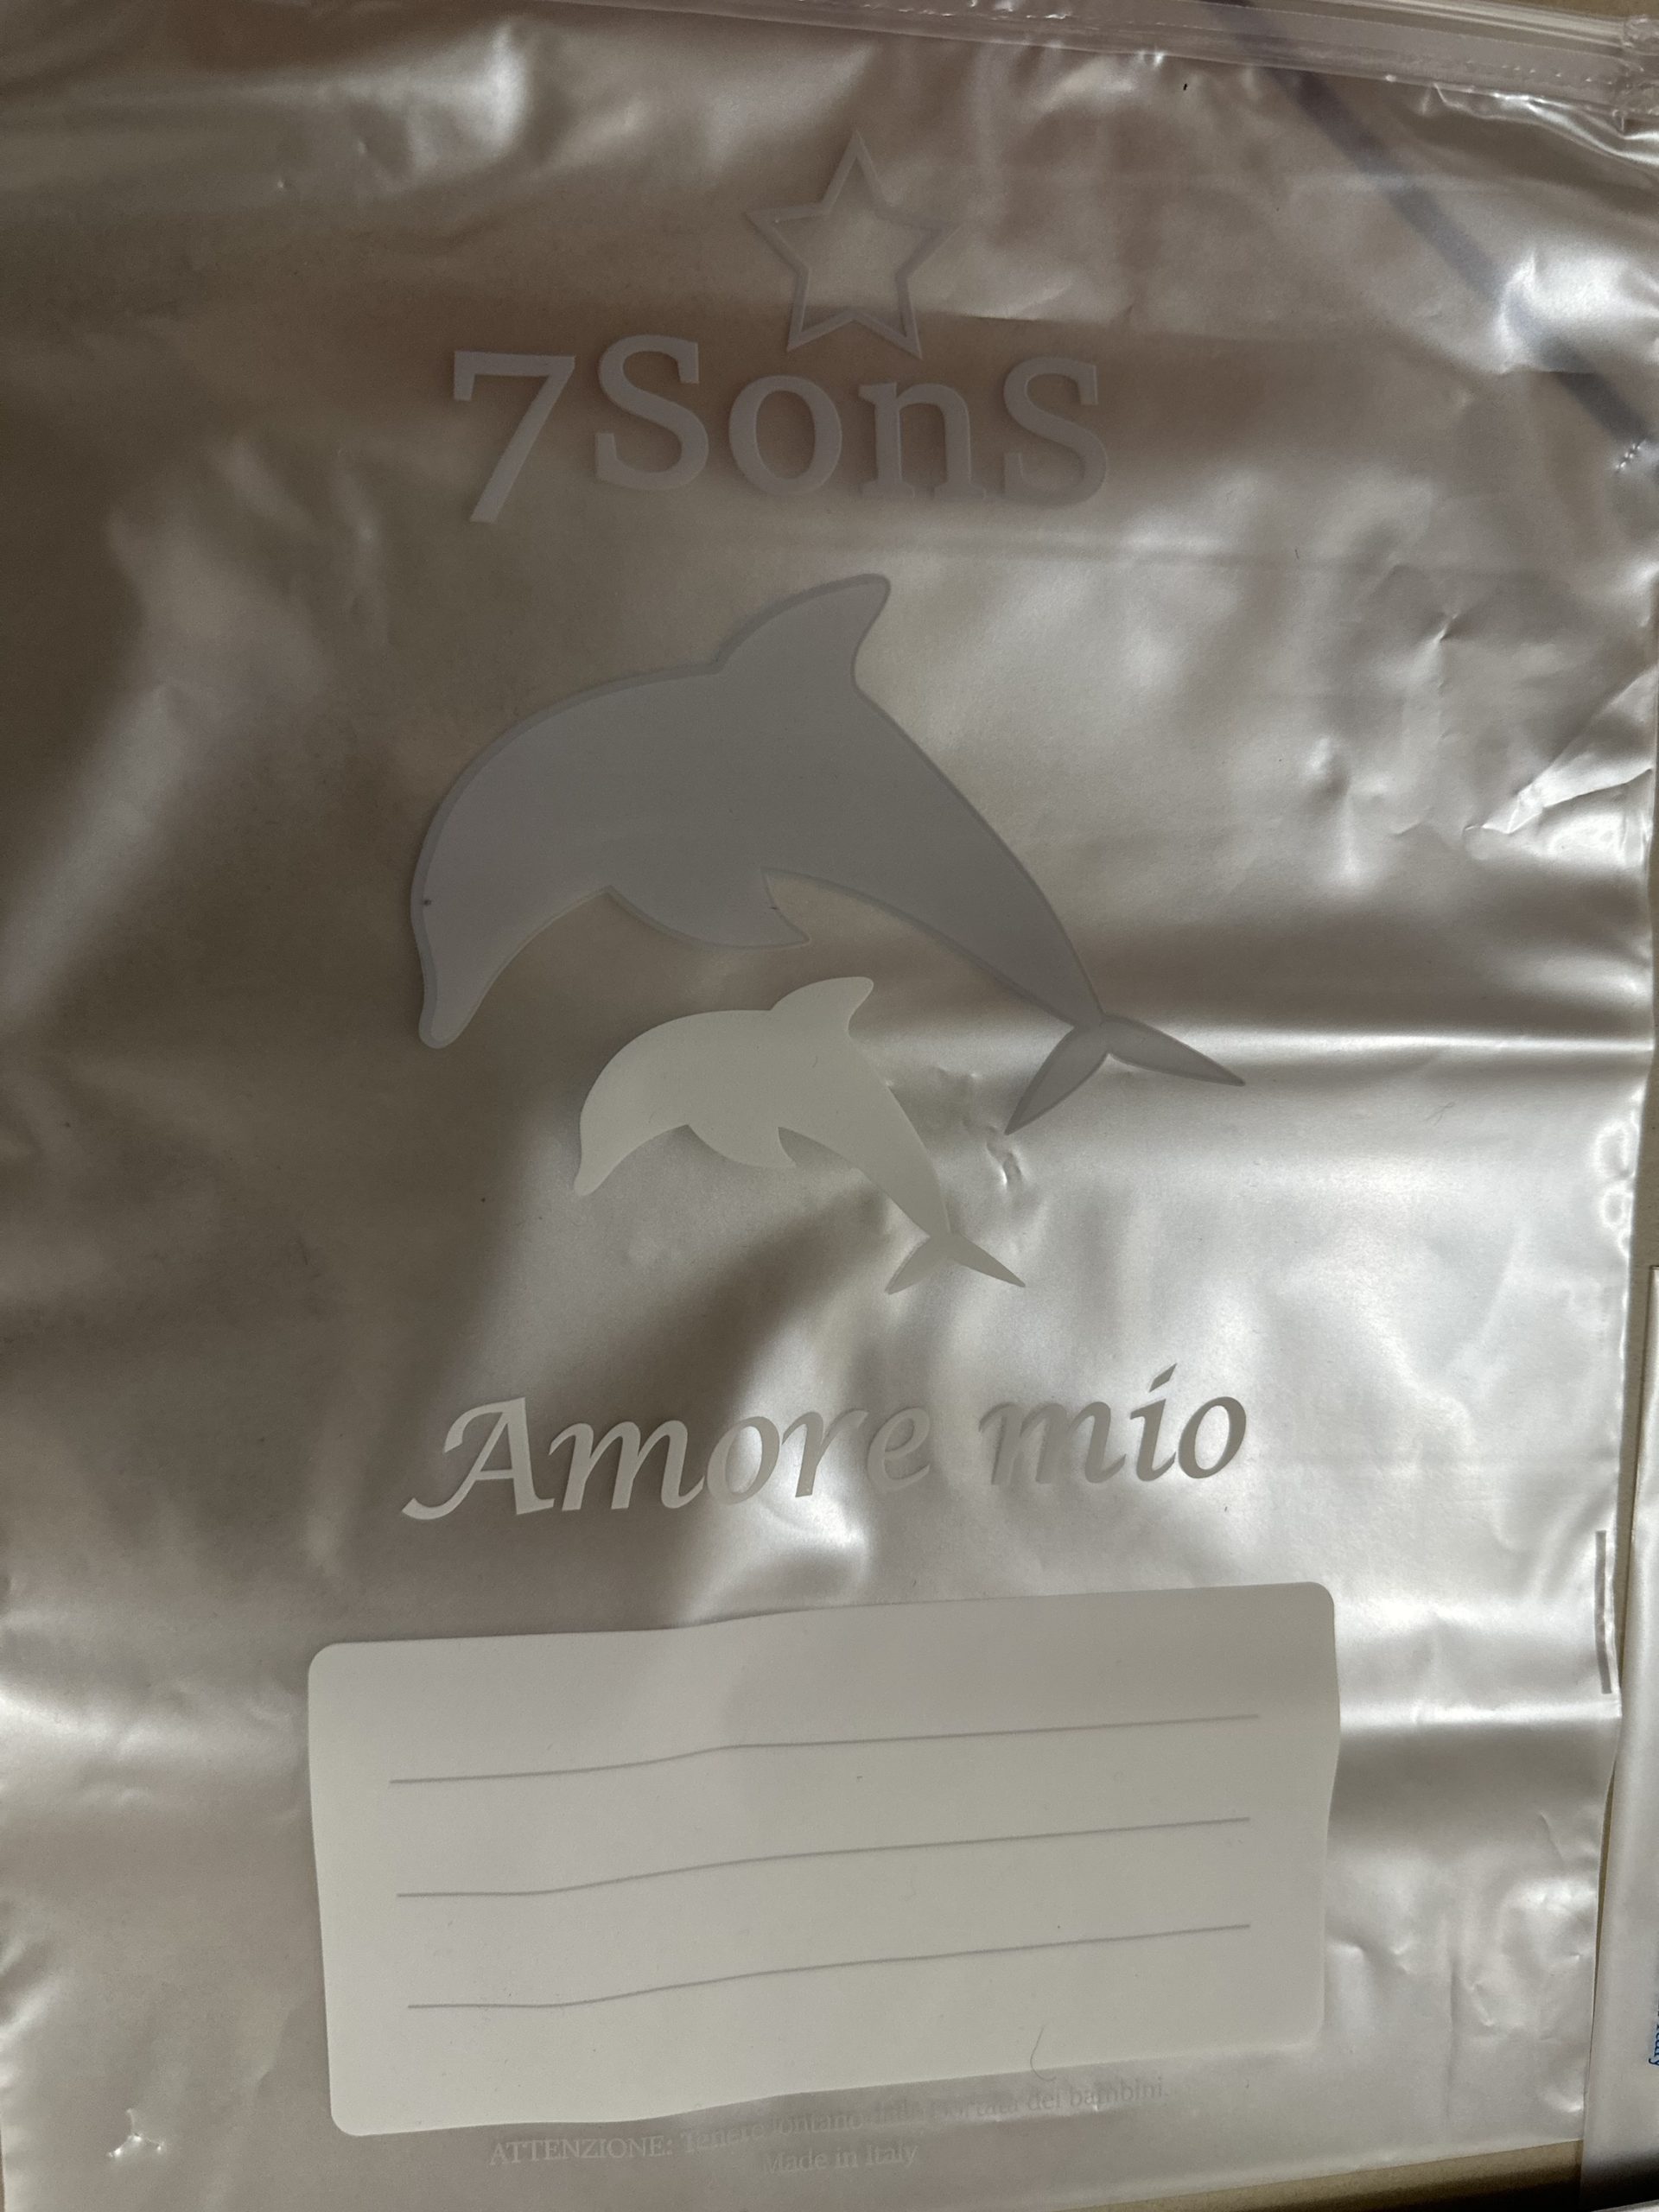 7SonS
Amore mio
ATTENZIONE: Tenere lontano dalla portata dei bambini.
Made in Italy